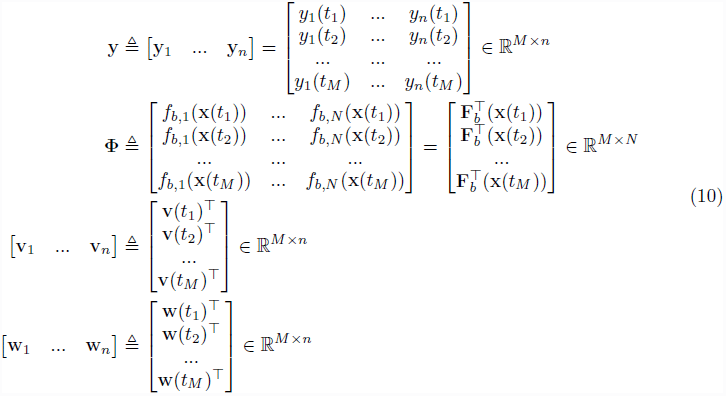 y ≜ [y₁ ... yₙ] = [y₁(t₁) ... yₙ(t₁)
y₁(t₂) ... yₙ(t₂)
... ... ...
y₁(t_M) ... yₙ(t_M)] ∈ ℝ^{M×n}
Φ ≜ [f_{b,1}(x(t₁)) ... f_{b,N}(x(t₁))
f_{b,1}(x(t₂)) ... f_{b,N}(x(t₂))
... ... ...
f_{b,1}(x(t_M)) ... f_{b,N}(x(t_M))] = [F_b^⊤(x(t₁))
F_b^⊤(x(t₂))
...
F_b^⊤(x(t_M))] ∈ ℝ^{M×N}
(10)
[v₁ ... vₙ] ≜ [v(t₁)^⊤
v(t₂)^⊤
...
v(t_M)^⊤] ∈ ℝ^{M×n}
[w₁ ... wₙ] ≜ [w(t₁)^⊤
w(t₂)^⊤
...
w(t_M)^⊤] ∈ ℝ^{M×n}